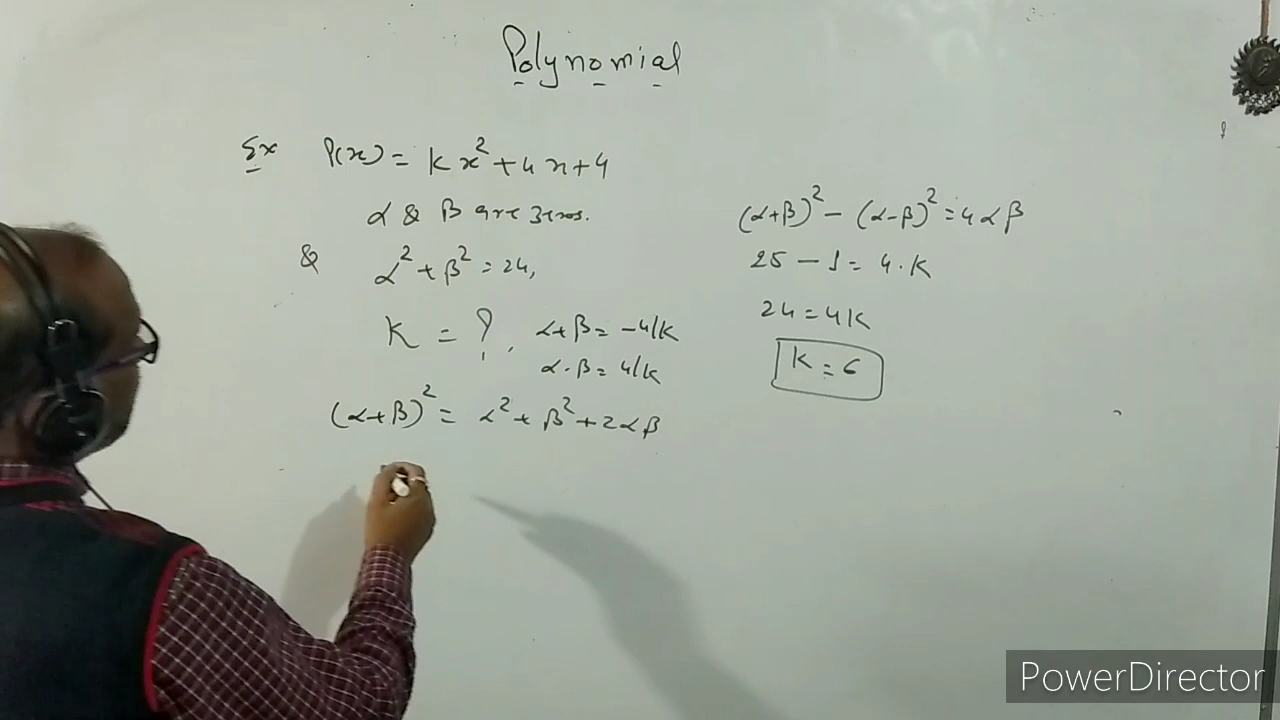 Polynomial
Ex P(x) = kx² + 4x + 4
α & β are zeros.
& α² + β² = 24,
K = ?, α+β = -4/k
α·β = 4/k
(α+β)² = α² + β² + 2αβ
(α+β)² - (α-β)² = 4αβ
25 - 1 = 4·K
24 = 4K
K = 6
PowerDirector